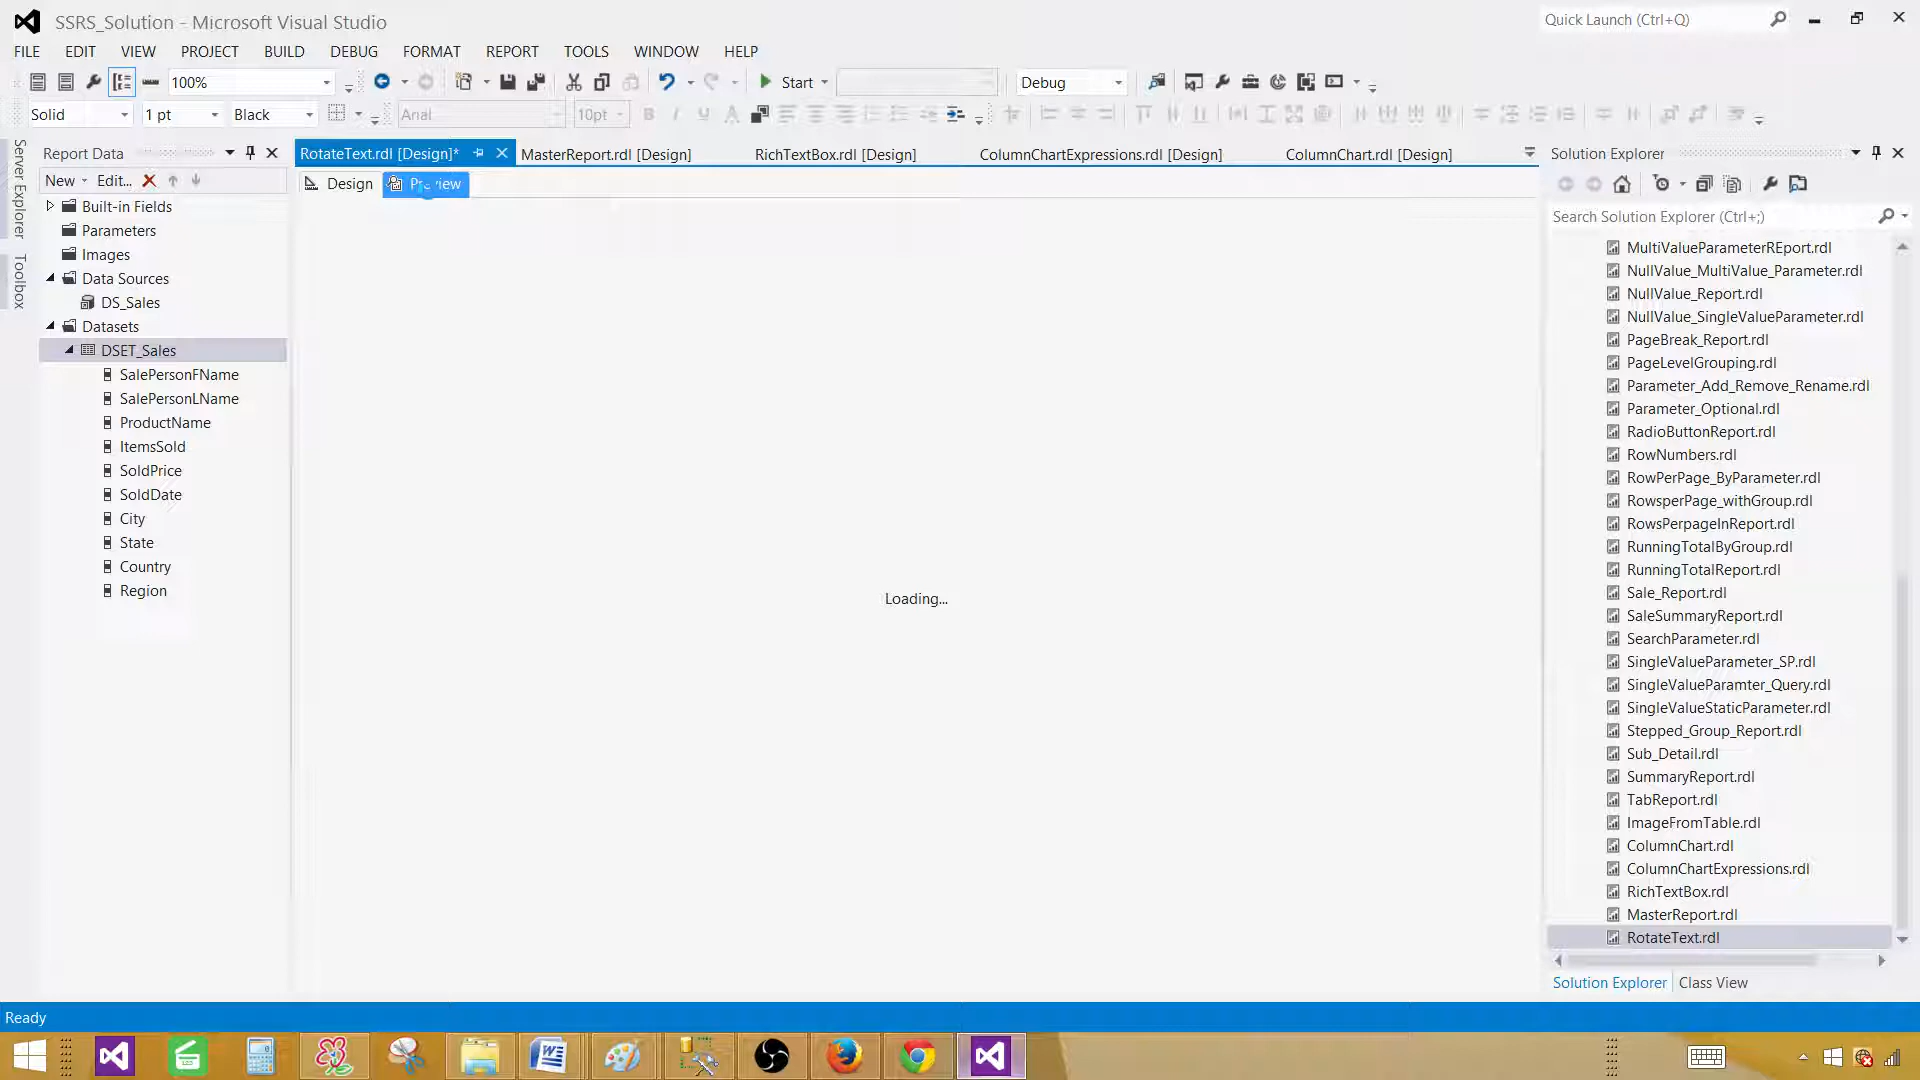 SSRS_Solution - Microsoft Visual Studio
Quick Launch (Ctrl+Q)
FILE EDIT VIEW PROJECT BUILD DEBUG FORMAT REPORT TOOLS WINDOW HELP
100% Start Debug
Solid 1 pt Black Arial 10pt
Server Explorer
Toolbox
Report Data
New Edit...
Built-in Fields
Parameters
Images
Data Sources
DS_Sales
Datasets
DSET_Sales
SalePersonFName
SalePersonLName
ProductName
ItemsSold
SoldPrice
SoldDate
City
State
Country
Region
RotateText.rdl [Design]* MasterReport.rdl [Design] RichTextBox.rdl [Design] ColumnChartExpressions.rdl [Design] ColumnChart.rdl [Design]
Design Preview
Loading...
Solution Explorer
Search Solution Explorer (Ctrl+;)
MultiValueParameterREport.rdl
NullValue_MultiValue_Parameter.rdl
NullValue_Report.rdl
NullValue_SingleValueParameter.rdl
PageBreak_Report.rdl
PageLevelGrouping.rdl
Parameter_Add_Remove_Rename.rdl
Parameter_Optional.rdl
RadioButtonReport.rdl
RowNumbers.rdl
RowPerPage_ByParameter.rdl
RowsperPage_withGroup.rdl
RowsPerpageInReport.rdl
RunningTotalByGroup.rdl
RunningTotalReport.rdl
Sale_Report.rdl
SaleSummaryReport.rdl
SearchParameter.rdl
SingleValueParameter_SP.rdl
SingleValueParamter_Query.rdl
SingleValueStaticParameter.rdl
Stepped_Group_Report.rdl
Sub_Detail.rdl
SummaryReport.rdl
TabReport.rdl
ImageFromTable.rdl
ColumnChart.rdl
ColumnChartExpressions.rdl
RichTextBox.rdl
MasterReport.rdl
RotateText.rdl
Solution Explorer Class View
Ready